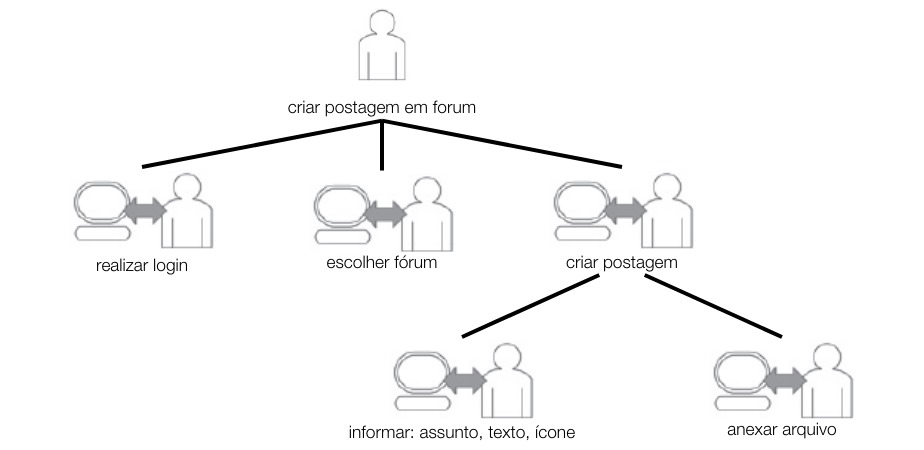 criar postagem em forum
realizar login
escolher fórum
criar postagem
informar: assunto, texto, ícone
anexar arquivo